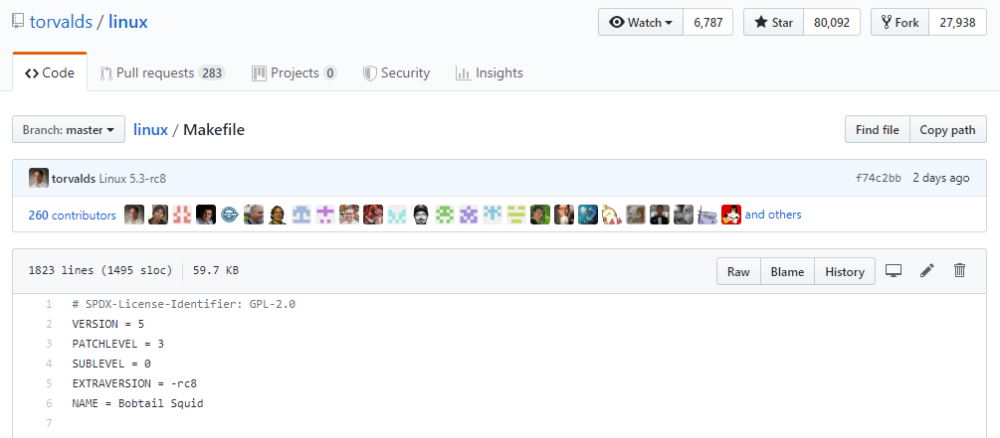 torvalds / linux Watch 6,787 Star 80,092 Fork 27,938
Code Pull requests 283 Projects 0 Security Insights
Branch: master linux / Makefile Find file Copy path
torvalds Linux 5.3-rc8 f74c2bb 2 days ago
260 contributors and others
1823 lines (1495 sloc) 59.7 KB Raw Blame History
1 # SPDX-License-Identifier: GPL-2.0
2 VERSION = 5
3 PATCHLEVEL = 3
4 SUBLEVEL = 0
5 EXTRAVERSION = -rc8
6 NAME = Bobtail Squid
7